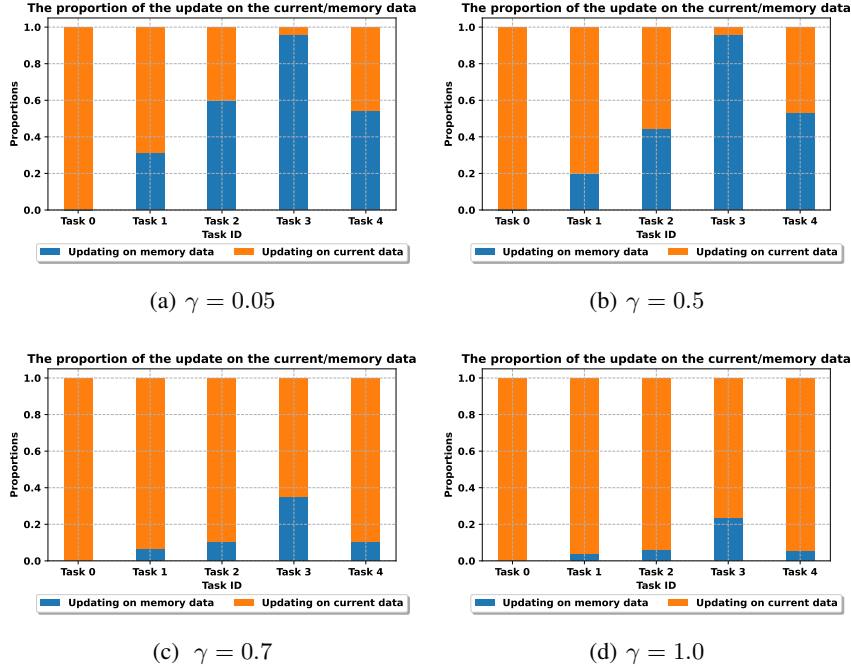 The proportion of the update on the current/memory data
1.0
0.8
0.6
0.4
0.2
0.0
Proportions
Task 0 Task 1 Task 2 Task 3 Task 4
Task ID
Updating on memory data Updating on current data
(a) γ = 0.05
The proportion of the update on the current/memory data
1.0
0.8
0.6
0.4
0.2
0.0
Proportions
Task 0 Task 1 Task 2 Task 3 Task 4
Task ID
Updating on memory data Updating on current data
(b) γ = 0.5
The proportion of the update on the current/memory data
1.0
0.8
0.6
0.4
0.2
0.0
Proportions
Task 0 Task 1 Task 2 Task 3 Task 4
Task ID
Updating on memory data Updating on current data
(c) γ = 0.7
The proportion of the update on the current/memory data
1.0
0.8
0.6
0.4
0.2
0.0
Proportions
Task 0 Task 1 Task 2 Task 3 Task 4
Task ID
Updating on memory data Updating on current data
(d) γ = 1.0